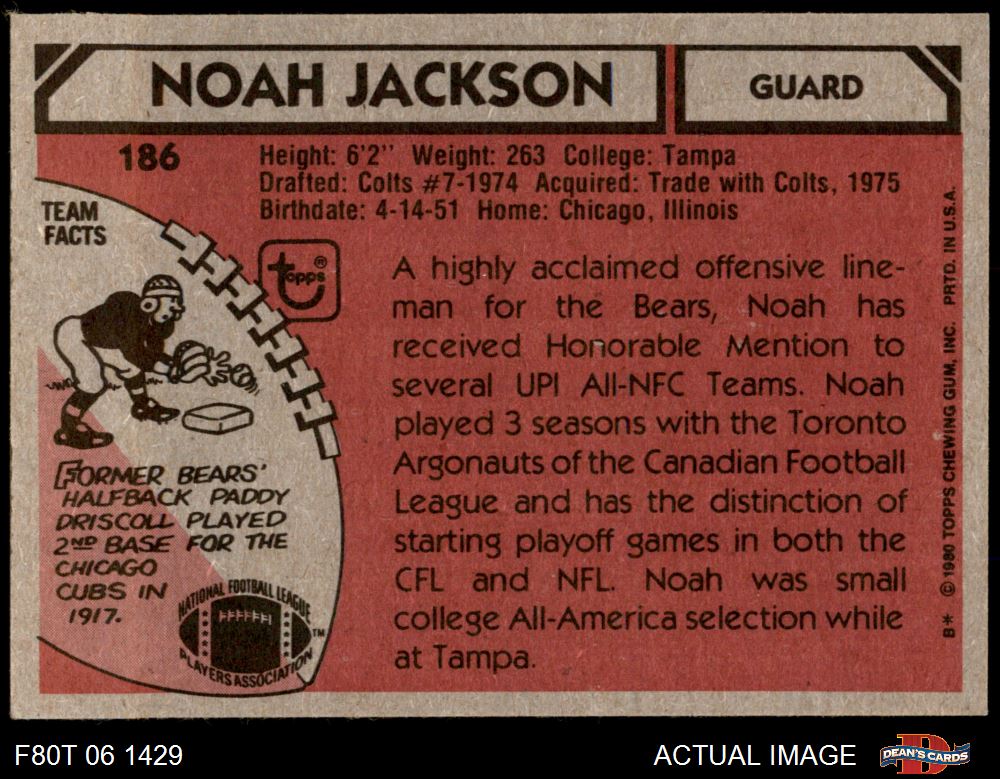 NOAH JACKSON
GUARD
186
Height: 6'2" Weight: 263 College: Tampa
Drafted: Colts #7-1974 Acquired: Trade with Colts, 1975
Birthdate: 4-14-51 Home: Chicago, Illinois
TEAM
FACTS
topps®
A highly acclaimed offensive line-
man for the Bears, Noah has
received Honorable Mention to
several UPI All-NFC Teams. Noah
played 3 seasons with the Toronto
Argonauts of the Canadian Football
League and has the distinction of
starting playoff games in both the
CFL and NFL. Noah was small
college All-America selection while
at Tampa.
FORMER BEARS'
HALFBACK PADDY
DRISCOLL PLAYED
2ND BASE FOR THE
CHICAGO
CUBS IN
1917.
NATIONAL FOOTBALL LEAGUE
PLAYERS ASSOCIATION
TM
B* © 1980 TOPPS CHEWING GUM, INC. PRTD. IN U.S.A.
F80T 06 1429
ACTUAL IMAGE
DEAN'S CARDS